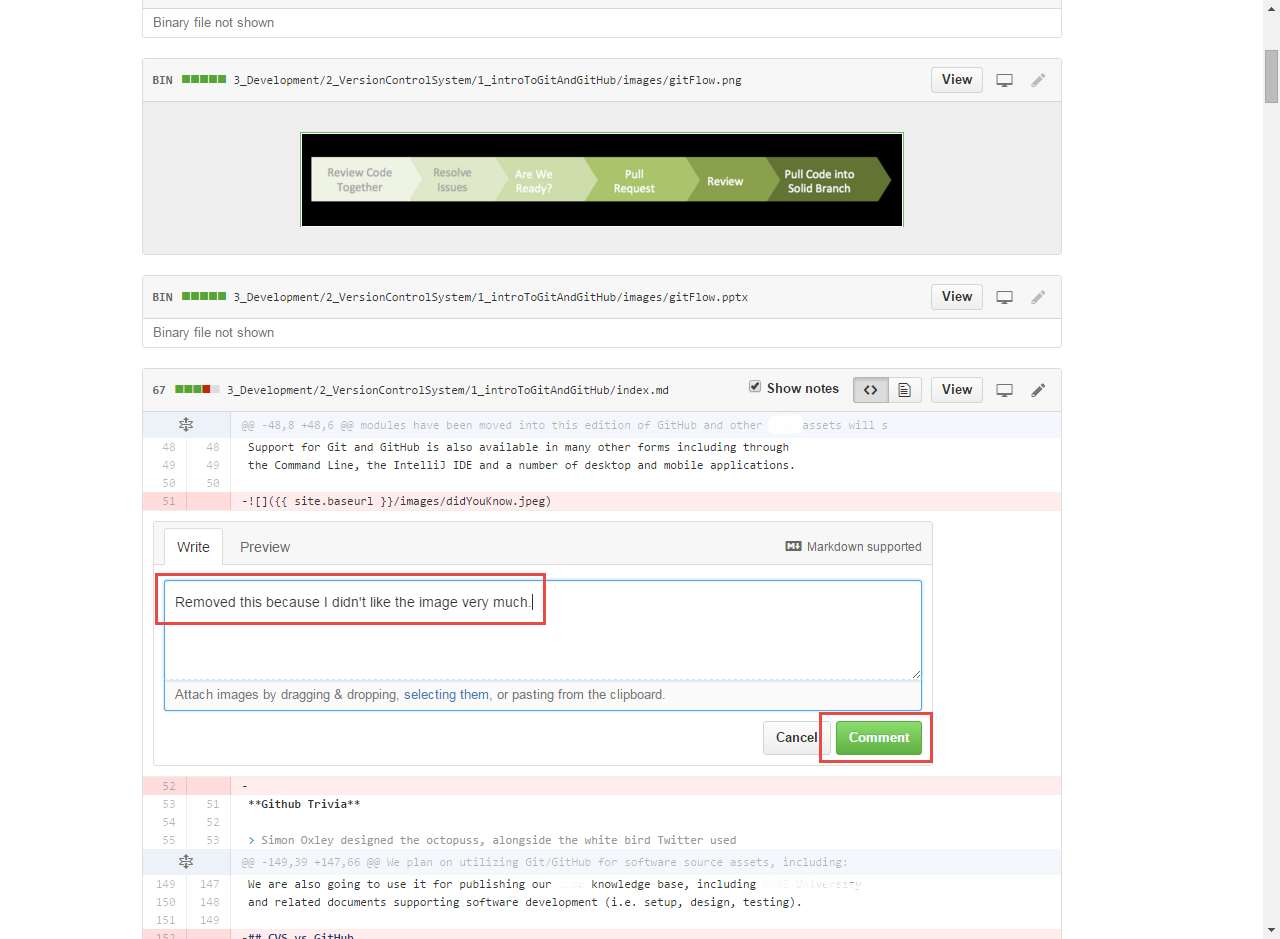 Binary file not shown
BIN 3_Development/2_VersionControlSystem/1_introToGitAndGitHub/images/gitFlow.png View
Review Code Together
Resolve Issues
Are We Ready?
Pull Request
Review
Pull Code into Solid Branch
BIN 3_Development/2_VersionControlSystem/1_introToGitAndGitHub/images/gitFlow.pptx View
Binary file not shown
67 3_Development/2_VersionControlSystem/1_introToGitAndGitHub/index.md Show notes <> View
@@ -48,8 +48,6 @@ modules have been moved into this edition of GitHub and other assets will s
48 48 Support for Git and GitHub is also available in many other forms including through
49 49 the Command Line, the IntelliJ IDE and a number of desktop and mobile applications.
50 50
51 -![]({{ site.baseurl }}/images/didYouKnow.jpeg)
Write Preview Markdown supported
Removed this because I didn't like the image very much.
Attach images by dragging & dropping, selecting them, or pasting from the clipboard.
Cancel Comment
52 -
53 51 **Github Trivia**
54 52
55 53 > Simon Oxley designed the octopuss, alongside the white bird Twitter used
@@ -149,39 +147,66 @@ We plan on utilizing Git/GitHub for software source assets, including:
149 147 We are also going to use it for publishing our knowledge base, including University
150 148 and related documents supporting software development (i.e. setup, design, testing).
151 149
152 -## CVS vs GitHub